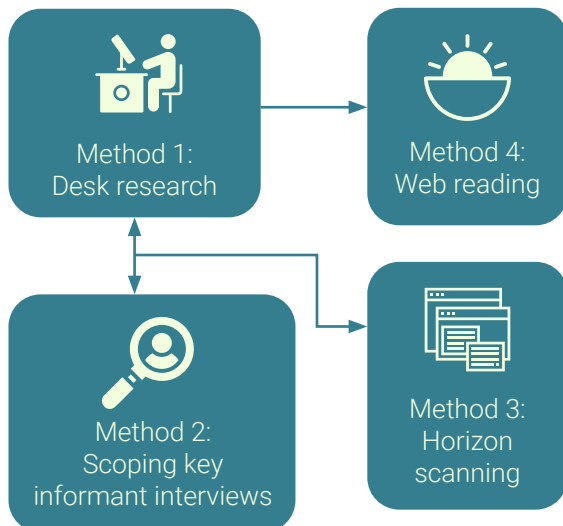 Method 1:
Desk research
Method 4:
Web reading
Method 2:
Scoping key
informant interviews
Method 3:
Horizon
scanning